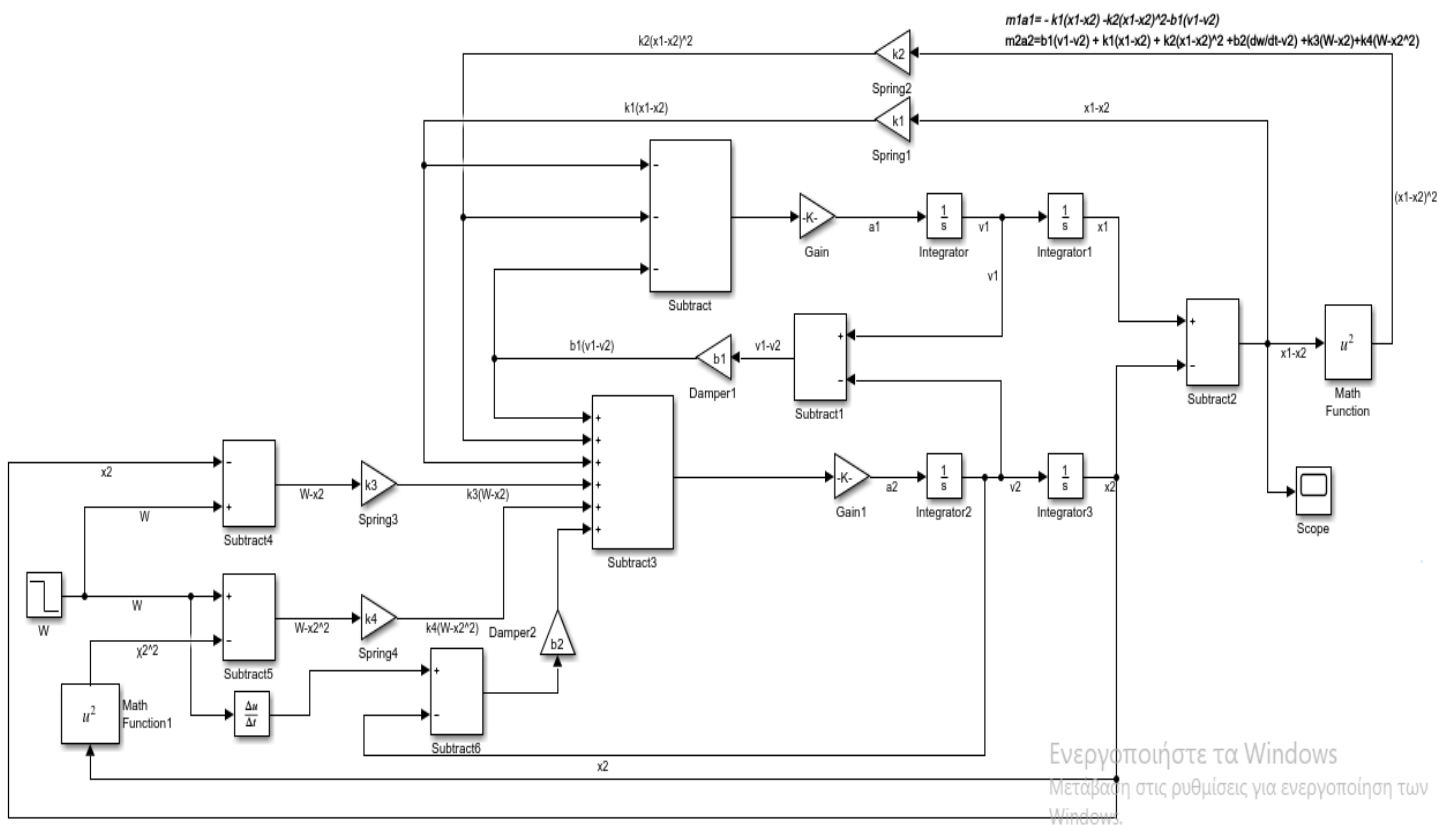 m1a1= - k1(x1-x2) -k2(x1-x2)^2-b1(v1-v2)
m2a2=b1(v1-v2) + k1(x1-x2) + k2(x1-x2)^2 +b2(dw/dt-v2) +k3(W-x2)+k4(W-x2^2)
k2(x1-x2)^2
k2
Spring2
k1(x1-x2)
k1
x1-x2
Spring1
-
-
-
Subtract
-K-
Gain
a1
1
s
Integrator
v1
1
s
Integrator1
x1
(x1-x2)^2
v1
b1(v1-v2)
b1
Damper1
v1-v2
+
-
Subtract1
+
-
Subtract2
x1-x2
u²
Math
Function
+
+
+
+
+
+
Subtract3
-K-
Gain1
a2
1
s
Integrator2
v2
1
s
Integrator3
x2
Scope
x2
-
+
Subtract4
W
W-x2
k3
Spring3
k3(W-x2)
W
W
+
-
Subtract5
W-x2^2
k4
Spring4
k4(W-x2^2)
χ2^2
u²
Math
Function1
Δu
Δt
Damper2
b2
+
-
Subtract6
x2
Ενεργοποιήστε τα Windows
Μετάβαση στις ρυθμίσεις για ενεργοποίηση των
Windows.